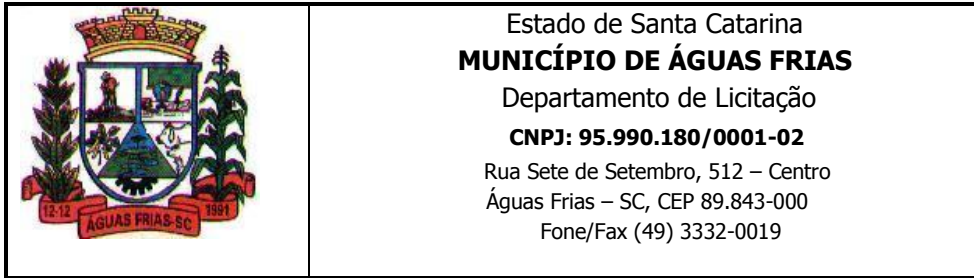 12-12
ÁGUAS FRIAS-SC
1991
Estado de Santa Catarina
MUNICÍPIO DE ÁGUAS FRIAS
Departamento de Licitação
CNPJ: 95.990.180/0001-02
Rua Sete de Setembro, 512 – Centro
Águas Frias – SC, CEP 89.843-000
Fone/Fax (49) 3332-0019